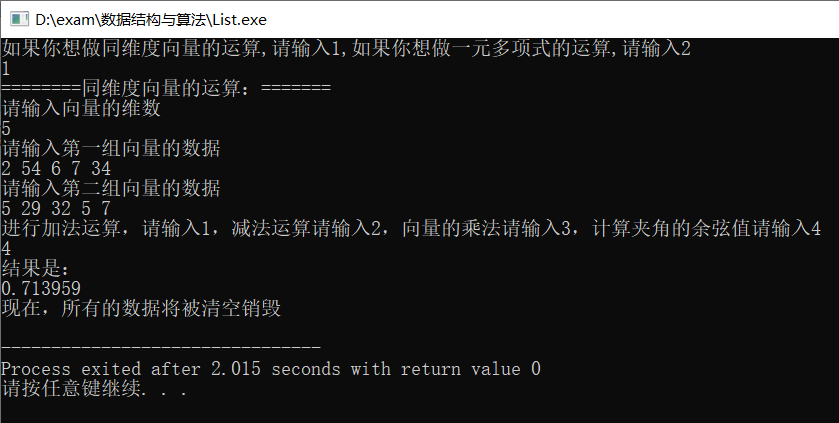 D:\exam\数据结构与算法\List.exe
如果你想做同维度向量的运算,请输入1,如果你想做一元多项式的运算,请输入2
1
========同维度向量的运算：=======
请输入向量的维数
5
请输入第一组向量的数据
2 54 6 7 34
请输入第二组向量的数据
5 29 32 5 7
进行加法运算，请输入1，减法运算请输入2，向量的乘法请输入3，计算夹角的余弦值请输入4
4
结果是：
0.713959
现在，所有的数据将被清空销毁
--------------------------------
Process exited after 2.015 seconds with return value 0
请按任意键继续. . .